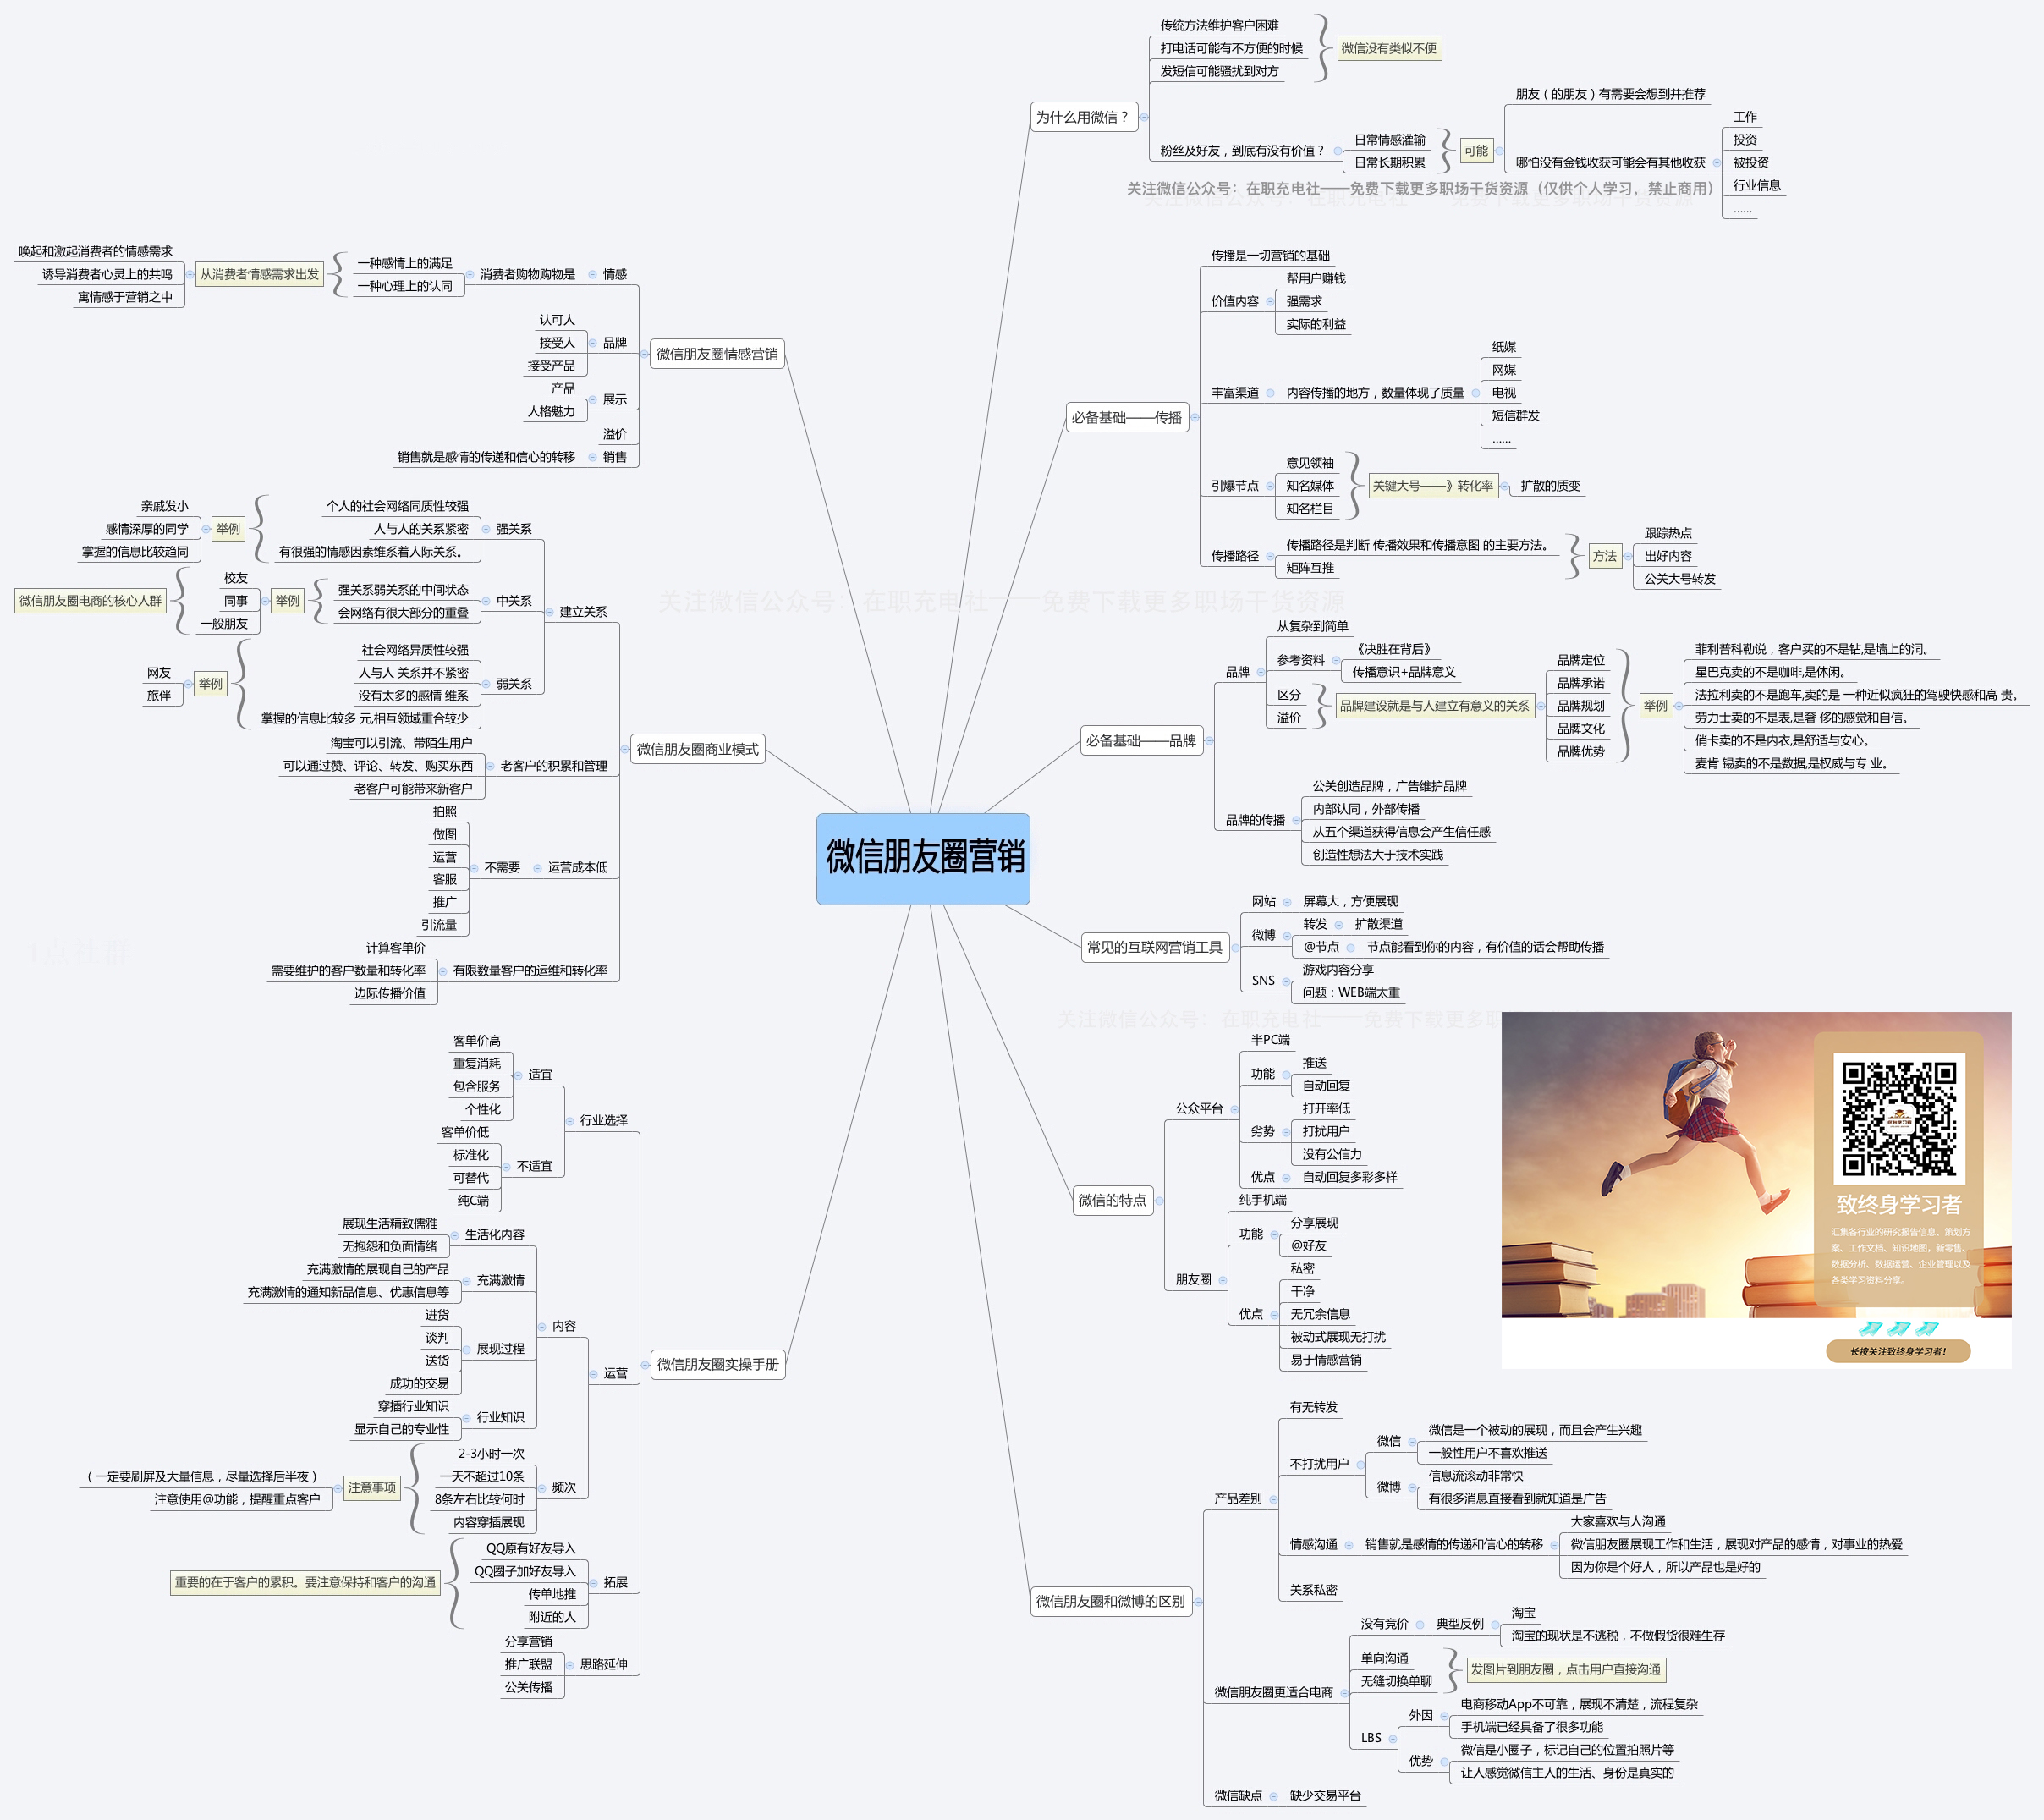 微信朋友圈营销
为什么用微信？
传统方法维护客户困难
打电话可能有不方便的时候
发短信可能骚扰到对方
微信没有类似不便
粉丝及好友，到底有没有价值？
日常情感灌输
日常长期积累
可能
朋友（的朋友）有需要会想到并推荐
哪怕没有金钱收获可能会有其他收获
工作
投资
被投资
行业信息
......
关注微信公众号：在职充电社——免费下载更多职场干货资源（仅供个人学习，禁止商用）
关注微信公众号：在职充电社——免费下载更多职场干货资源
必备基础——传播
传播是一切营销的基础
价值内容
帮用户赚钱
强需求
实际的利益
丰富渠道
内容传播的地方，数量体现了质量
纸媒
网媒
电视
短信群发
......
引爆节点
意见领袖
知名媒体
知名栏目
关键大号——》转化率
扩散的质变
传播路径
传播路径是判断 传播效果和传播意图 的主要方法。
矩阵互推
方法
跟踪热点
出好内容
公关大号转发
关注微信公众号：在职充电社——免费下载更多职场干货资源
必备基础——品牌
品牌
从复杂到简单
参考资料
《决胜在背后》
传播意识+品牌意义
区分
溢价
品牌建设就是与人建立有意义的关系
品牌定位
品牌承诺
品牌规划
品牌文化
品牌优势
举例
菲利普科勒说，客户买的不是钻,是墙上的洞。
星巴克卖的不是咖啡,是休闲。
法拉利卖的不是跑车,卖的是 一种近似疯狂的驾驶快感和高 贵。
劳力士卖的不是表,是奢 侈的感觉和自信。
俏卡卖的不是内衣,是舒适与安心。
麦肯 锡卖的不是数据,是权威与专 业。
品牌的传播
公关创造品牌，广告维护品牌
内部认同，外部传播
从五个渠道获得信息会产生信任感
创造性想法大于技术实践
常见的互联网营销工具
网站
屏幕大，方便展现
微博
转发
扩散渠道
@节点
节点能看到你的内容，有价值的话会帮助传播
SNS
游戏内容分享
问题：WEB端太重
关注微信公众号：在职充电社——免费下载更多职
微信的特点
公众平台
半PC端
功能
推送
自动回复
劣势
打开率低
打扰用户
没有公信力
优点
自动回复多彩多样
朋友圈
纯手机端
功能
分享展现
@好友
优点
私密
干净
无冗余信息
被动式展现无打扰
易于情感营销
致终身学习者
汇集各行业的研究报告信息、策划方
案、工作文档、知识地图，新零售、
数据分析、数据运营、企业管理以及
各类学习资料分享。
长按关注致终身学习者!
微信朋友圈和微博的区别
产品差别
有无转发
不打扰用户
微信
微信是一个被动的展现，而且会产生兴趣
一般性用户不喜欢推送
微博
信息流滚动非常快
有很多消息直接看到就知道是广告
情感沟通
销售就是感情的传递和信心的转移
大家喜欢与人沟通
微信朋友圈展现工作和生活，展现对产品的感情，对事业的热爱
因为你是个好人，所以产品也是好的
关系私密
微信朋友圈更适合电商
没有竞价
典型反例
淘宝
淘宝的现状是不逃税，不做假货很难生存
单向沟通
无缝切换单聊
发图片到朋友圈，点击用户直接沟通
LBS
外因
电商移动App不可靠，展现不清楚，流程复杂
手机端已经具备了很多功能
优势
微信是小圈子，标记自己的位置拍照片等
让人感觉微信主人的生活、身份是真实的
微信缺点
缺少交易平台
微信朋友圈情感营销
情感
消费者购物购物是
一种感情上的满足
一种心理上的认同
从消费者情感需求出发
唤起和激起消费者的情感需求
诱导消费者心灵上的共鸣
寓情感于营销之中
品牌
认可人
接受人
接受产品
展示
产品
人格魅力
溢价
销售
销售就是感情的传递和信心的转移
微信朋友圈商业模式
建立关系
强关系
个人的社会网络同质性较强
人与人的关系紧密
有很强的情感因素维系着人际关系。
举例
亲戚发小
感情深厚的同学
掌握的信息比较趋同
中关系
强关系弱关系的中间状态
会网络有很大部分的重叠
举例
校友
同事
一般朋友
微信朋友圈电商的核心人群
弱关系
社会网络异质性较强
人与人 关系并不紧密
没有太多的感情 维系
掌握的信息比较多 元,相互领域重合较少
举例
网友
旅伴
老客户的积累和管理
淘宝可以引流、带陌生用户
可以通过赞、评论、转发、购买东西
老客户可能带来新客户
运营成本低
不需要
拍照
做图
运营
客服
推广
引流量
有限数量客户的运维和转化率
计算客单价
需要维护的客户数量和转化率
边际传播价值
微信朋友圈实操手册
行业选择
适宜
客单价高
重复消耗
包含服务
个性化
不适宜
客单价低
标准化
可替代
纯C端
运营
内容
生活化内容
展现生活精致儒雅
无抱怨和负面情绪
充满激情
充满激情的展现自己的产品
充满激情的通知新品信息、优惠信息等
展现过程
进货
谈判
送货
成功的交易
行业知识
穿插行业知识
显示自己的专业性
频次
2-3小时一次
一天不超过10条
8条左右比较何时
内容穿插展现
注意事项
（一定要刷屏及大量信息，尽量选择后半夜）
注意使用@功能，提醒重点客户
拓展
QQ原有好友导入
QQ圈子加好友导入
传单地推
附近的人
重要的在于客户的累积。要注意保持和客户的沟通
思路延伸
分享营销
推广联盟
公关传播